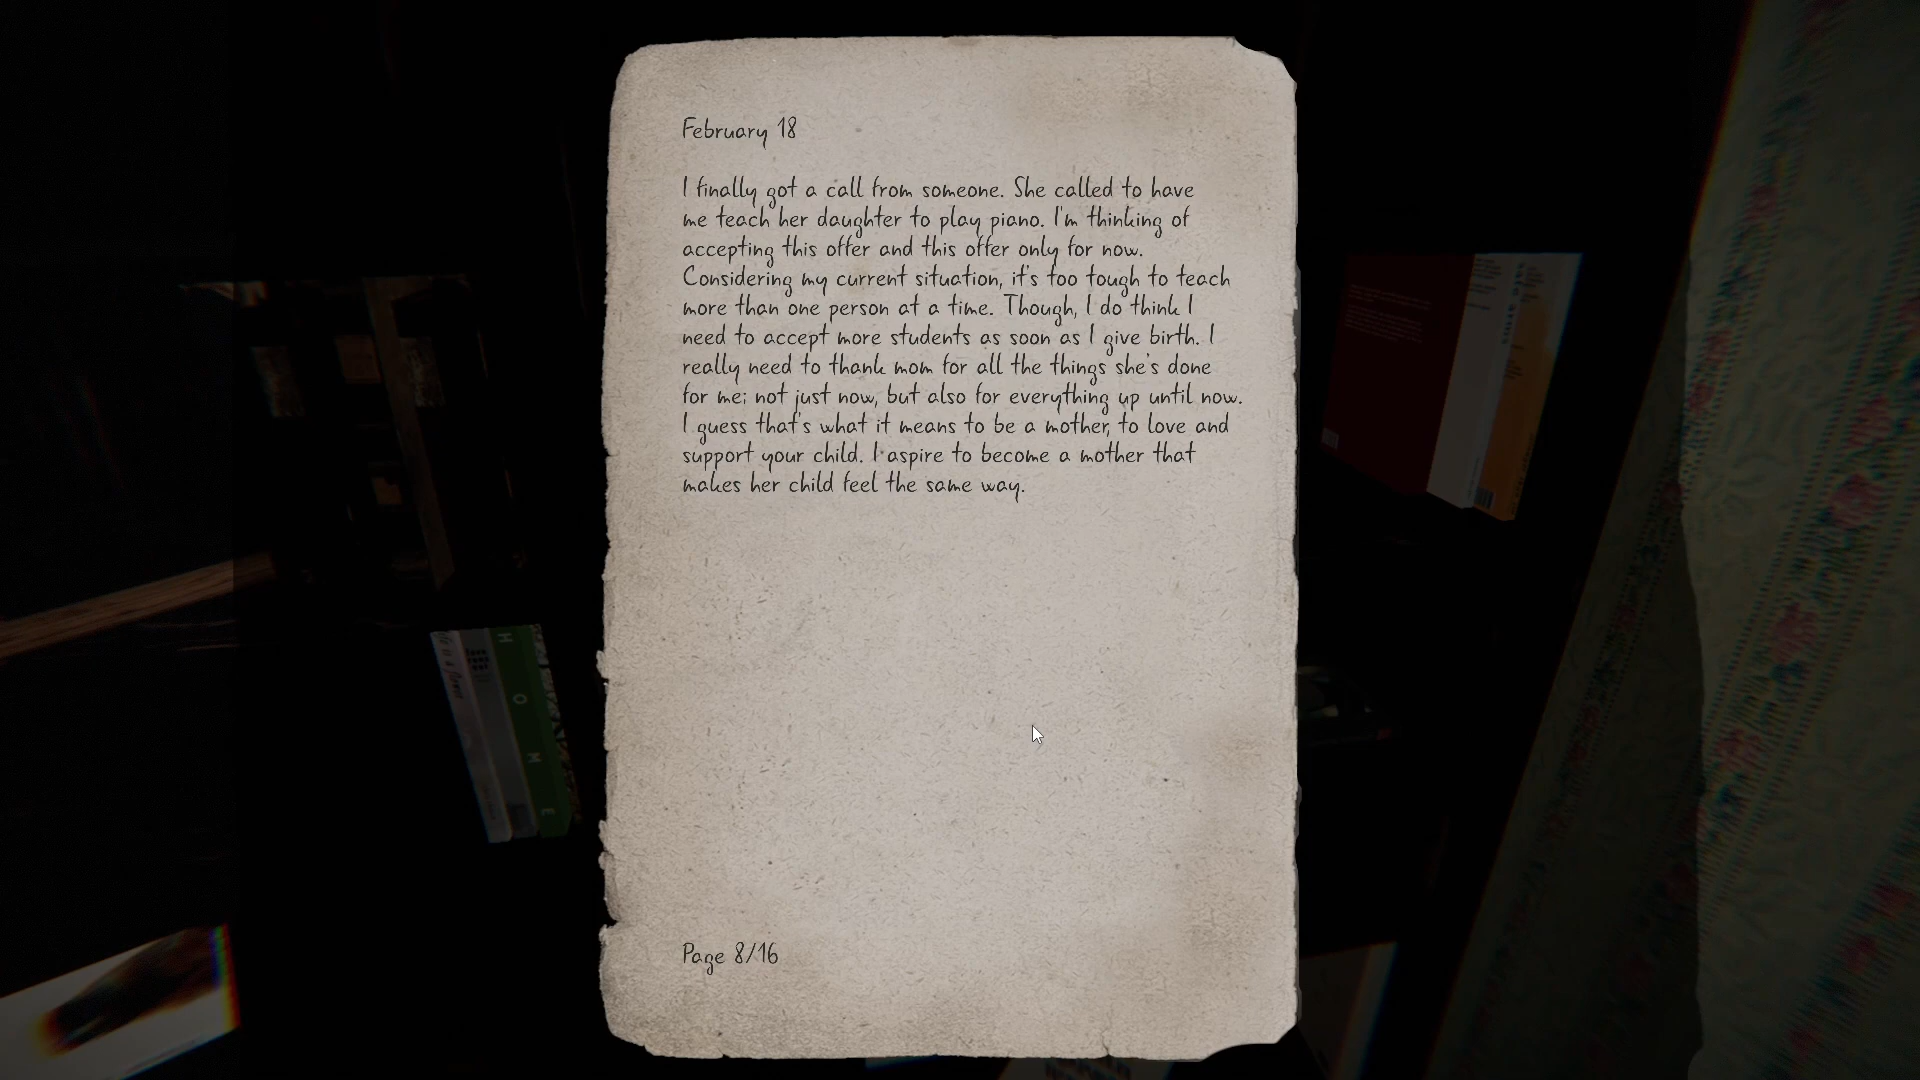 February 18
I finally got a call from someone. She called to have
me teach her daughter to play piano. I'm thinking of
accepting this offer and this offer only for now.
Considering my current situation, it's too tough to teach
more than one person at a time. Though, I do think I
need to accept more students as soon as I give birth. I
really need to thank mom for all the things she's done
for me; not just now, but also for everything up until now.
I guess that's what it means to be a mother, to love and
support your child. I aspire to become a mother that
makes her child feel the same way.
Page 8/16
HOME